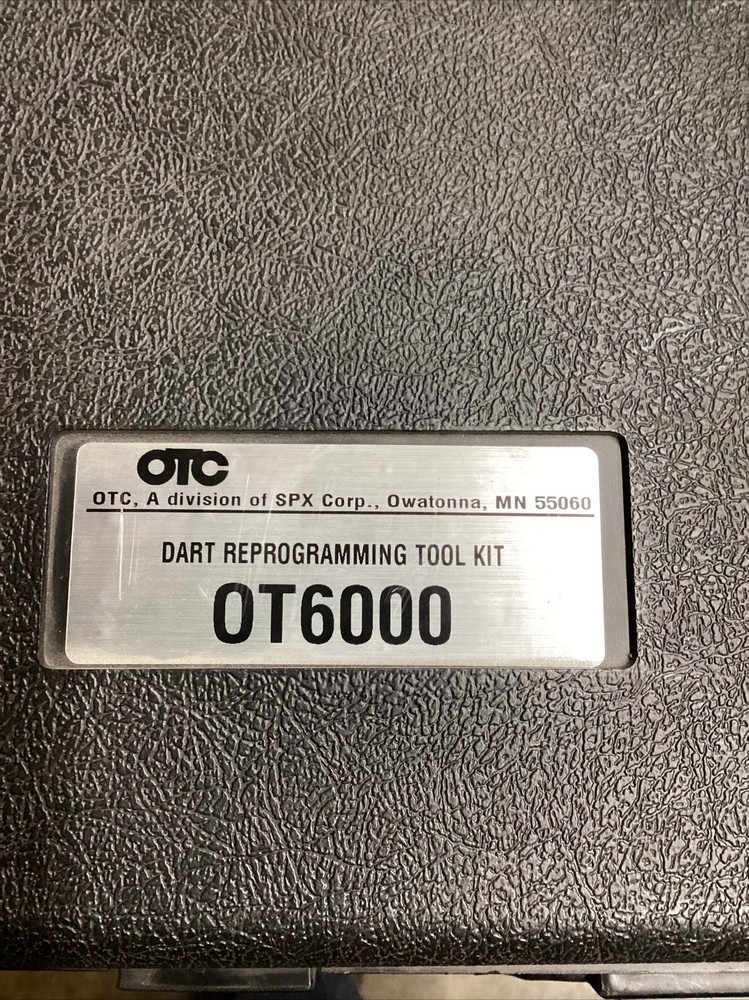 OTC
OTC, A division of SPX Corp., Owatonna, MN 55060
DART REPROGRAMMING TOOL KIT
OT6000